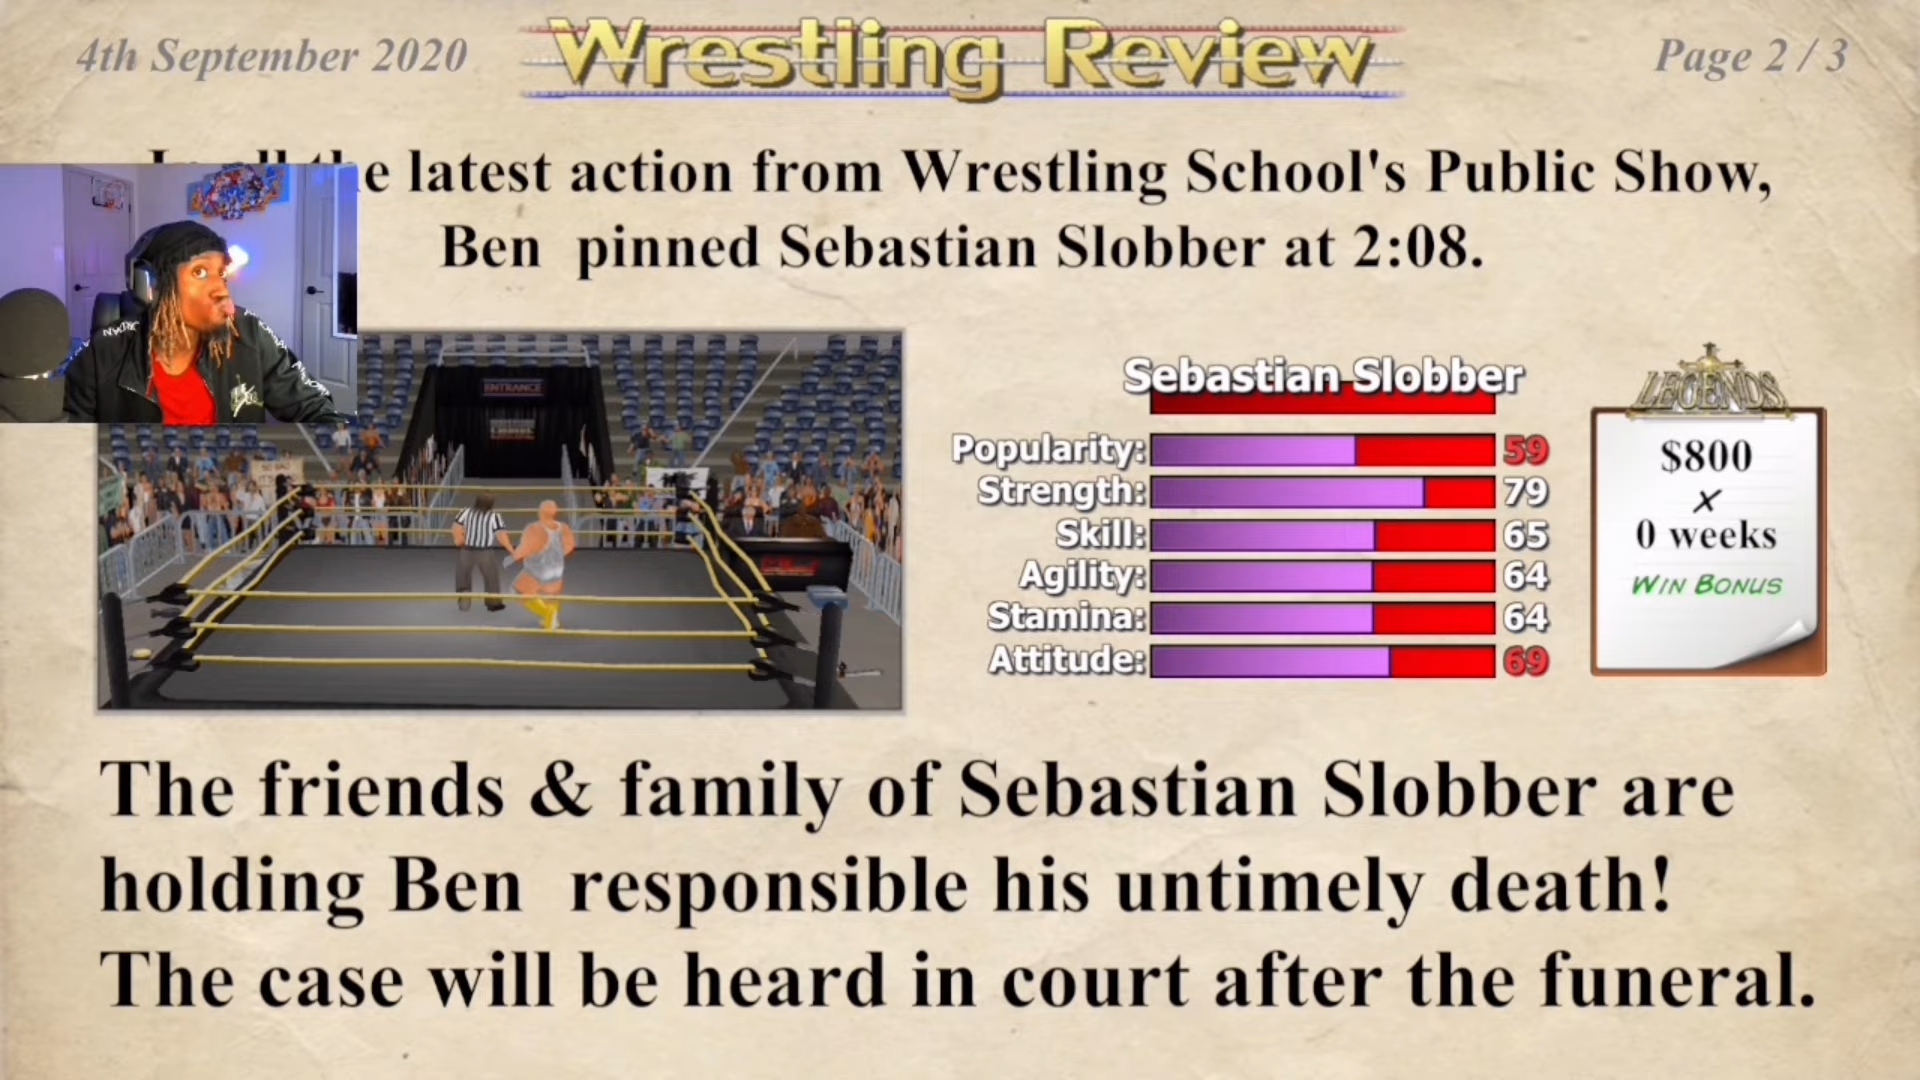 4th September 2020
Wrestling Review
Page 2 / 3
the latest action from Wrestling School's Public Show,
Ben pinned Sebastian Slobber at 2:08.
ENTRANCE
Sebastian Slobber
Popularity: 59
Strength: 79
Skill: 65
Agility: 64
Stamina: 64
Attitude: 69
LEGENDS
$800
x
0 weeks
WIN BONUS
The friends & family of Sebastian Slobber are
holding Ben responsible his untimely death!
The case will be heard in court after the funeral.